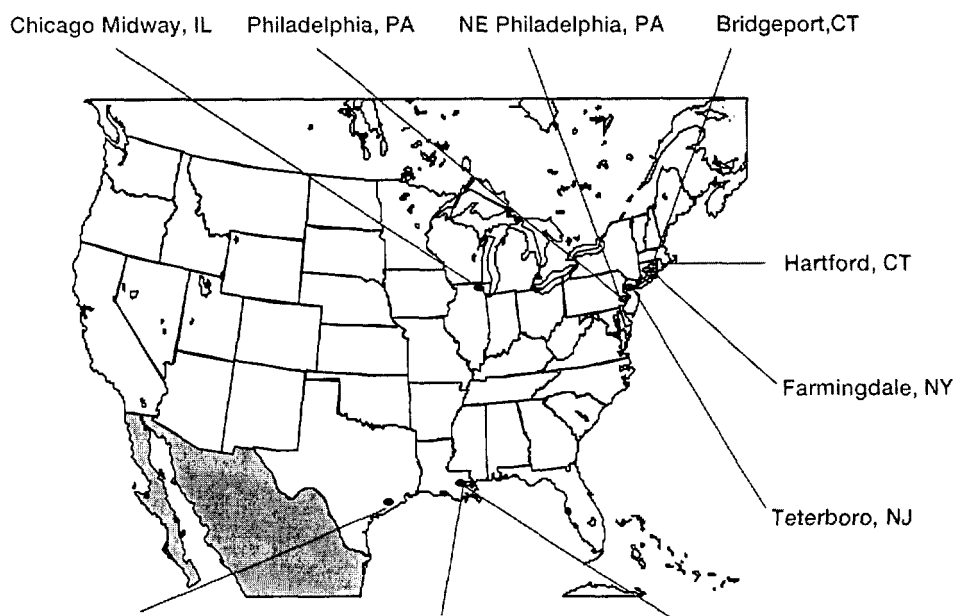 Chicago Midway, IL Philadelphia, PA NE Philadelphia, PA Bridgeport,CT
Hartford, CT
Farmingdale, NY
Teterboro, NJ